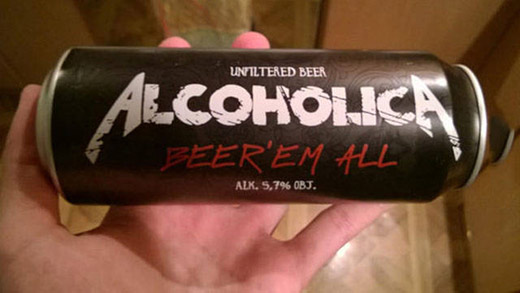 UNFILTERED BEER
ALCOHOLICA
BEER'EM ALL
ALK. 5,7% OBJ.